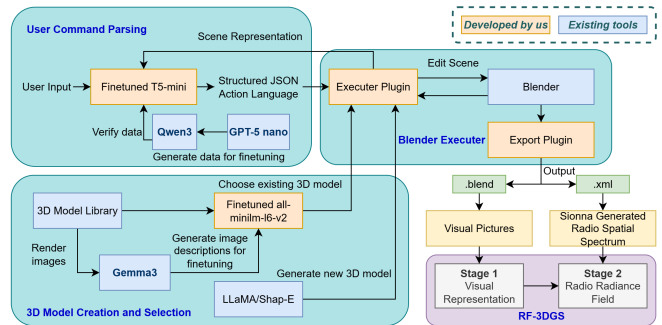 User Command Parsing
Developed by us
Existing tools
Scene Representation
User Input
Finetuned T5-mini
Structured JSON
Action Language
Verify data
Qwen3
GPT-5 nano
Generate data for finetuning
Executer Plugin
Edit Scene
Blender
Blender Executer
Export Plugin
Output
.blend
.xml
Visual Pictures
Sionna Generated
Radio Spatial
Spectrum
Stage 1
Visual
Representation
Stage 2
Radio Radiance
Field
RF-3DGS
Choose existing 3D model
3D Model Library
Finetuned all-
minilm-l6-v2
Render
images
Gemma3
Generate image
descriptions for
finetuning
Generate new 3D model
LLaMA/Shap-E
3D Model Creation and Selection